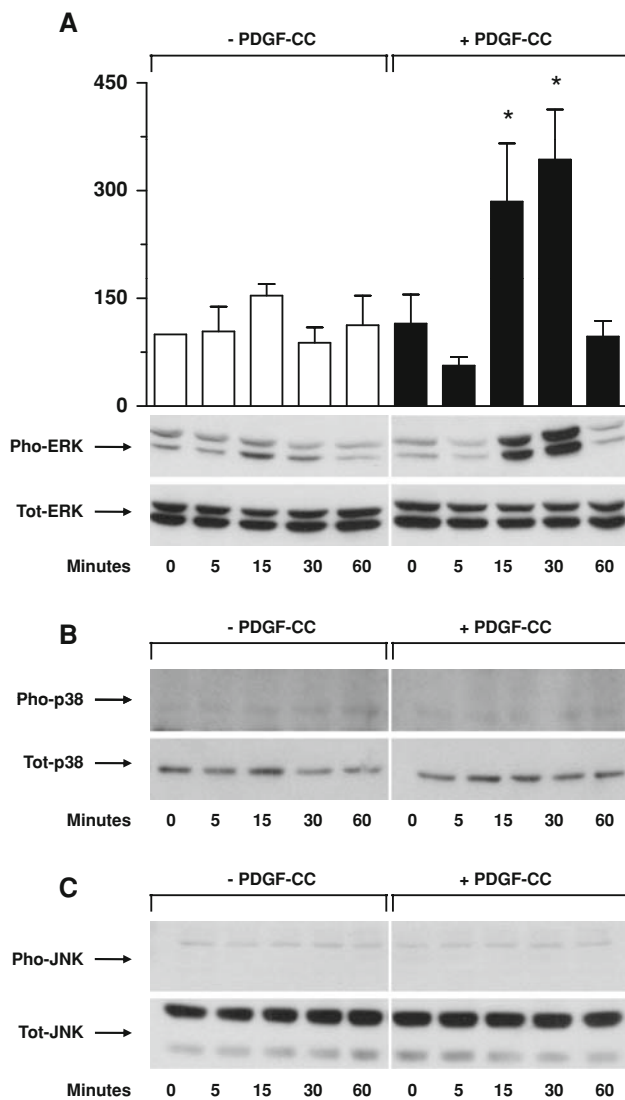 A
- PDGF-CC + PDGF-CC
450
300
150
0
* *
Pho-ERK
Tot-ERK
Minutes 0 5 15 30 60 0 5 15 30 60
B
- PDGF-CC + PDGF-CC
Pho-p38
Tot-p38
Minutes 0 5 15 30 60 0 5 15 30 60
C
- PDGF-CC + PDGF-CC
Pho-JNK
Tot-JNK
Minutes 0 5 15 30 60 0 5 15 30 60